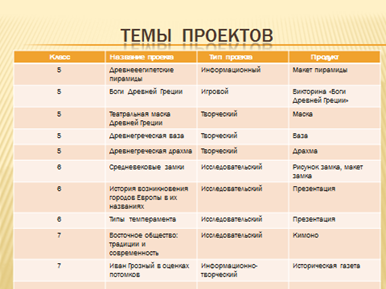 ТЕМЫ ПРОЕКТОВ
Класс Название проекта Тип проекта Продукт
5 Древнеегипетские пирамиды Информационный Макет пирамиды
5 Боги Древней Греции Игровой Викторина «Боги Древней Греции»
5 Театральная маска Древней Греции Творческий Маска
5 Древнегреческая ваза Творческий Ваза
5 Древнегреческая драхма Творческий Драхма
6 Средневековые замки Исследовательский Рисунок замка, макет замка
6 История возникновения городов Европы в их названиях Исследовательский Презентация
6 Типы темперамента Исследовательский Презентация
7 Восточное общество: традиции и современность Исследовательский Кимоно
7 Иван Грозный в оценках потомков Информационно-творческий Историческая газета